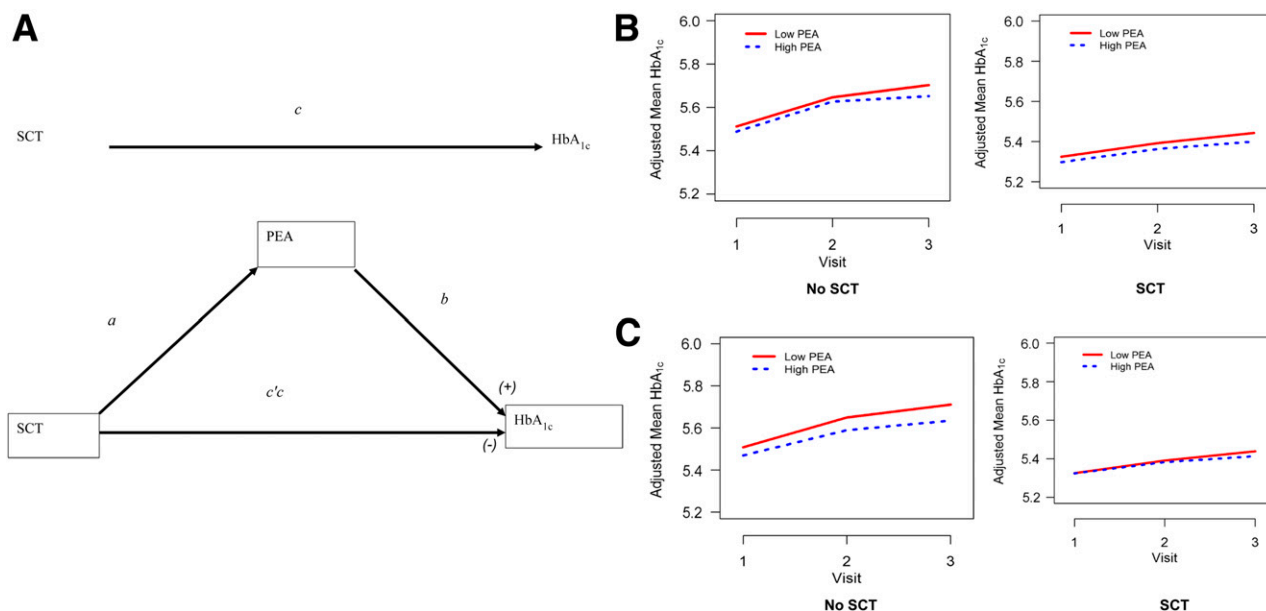 A
c
SCT
HbA1c
PEA
a
b
c'c
(+)
(-)
SCT
HbA1c
B
Adjusted Mean HbA1c
6.0
5.8
5.6
5.4
5.2
Low PEA
High PEA
1
2
3
Visit
No SCT
Adjusted Mean HbA1c
6.0
5.8
5.6
5.4
5.2
Low PEA
High PEA
1
2
3
Visit
SCT
C
Adjusted Mean HbA1c
6.0
5.8
5.6
5.4
5.2
Low PEA
High PEA
1
2
3
Visit
No SCT
Adjusted Mean HbA1c
6.0
5.8
5.6
5.4
5.2
Low PEA
High PEA
1
2
3
Visit
SCT